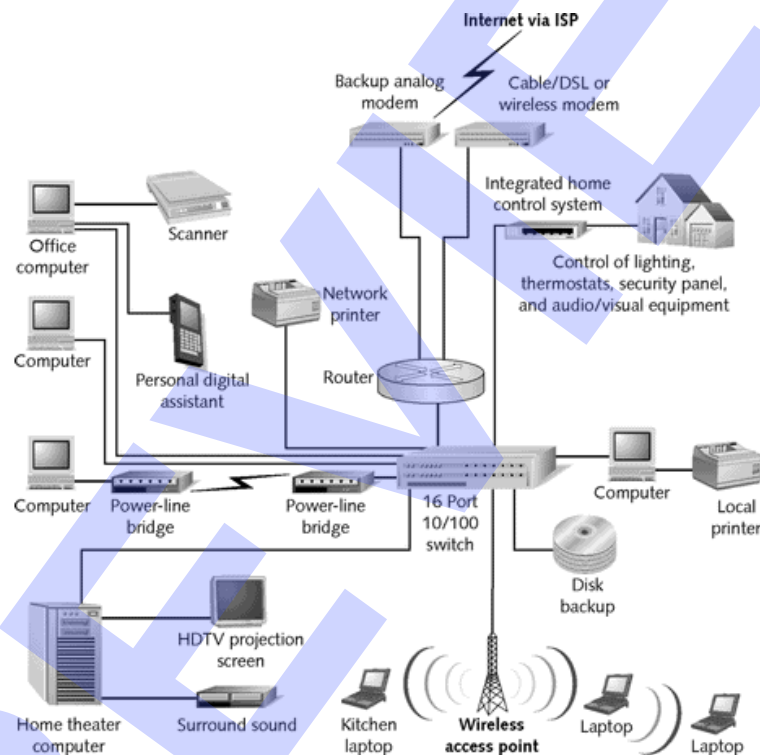 Internet via ISP
Backup analog
modem
Cable/DSL or
wireless modem
Integrated home
control system
Scanner
Office
computer
Control of lighting,
thermostats, security panel,
and audio/visual equipment
Network
printer
Computer
Personal digital
assistant
Router
Computer
Power-line
bridge
Power-line
bridge
16 Port
10/100
switch
Computer
Local
printer
Disk
backup
HDTV projection
screen
Home theater
computer
Surround sound
Kitchen
laptop
Wireless
access point
Laptop
Laptop